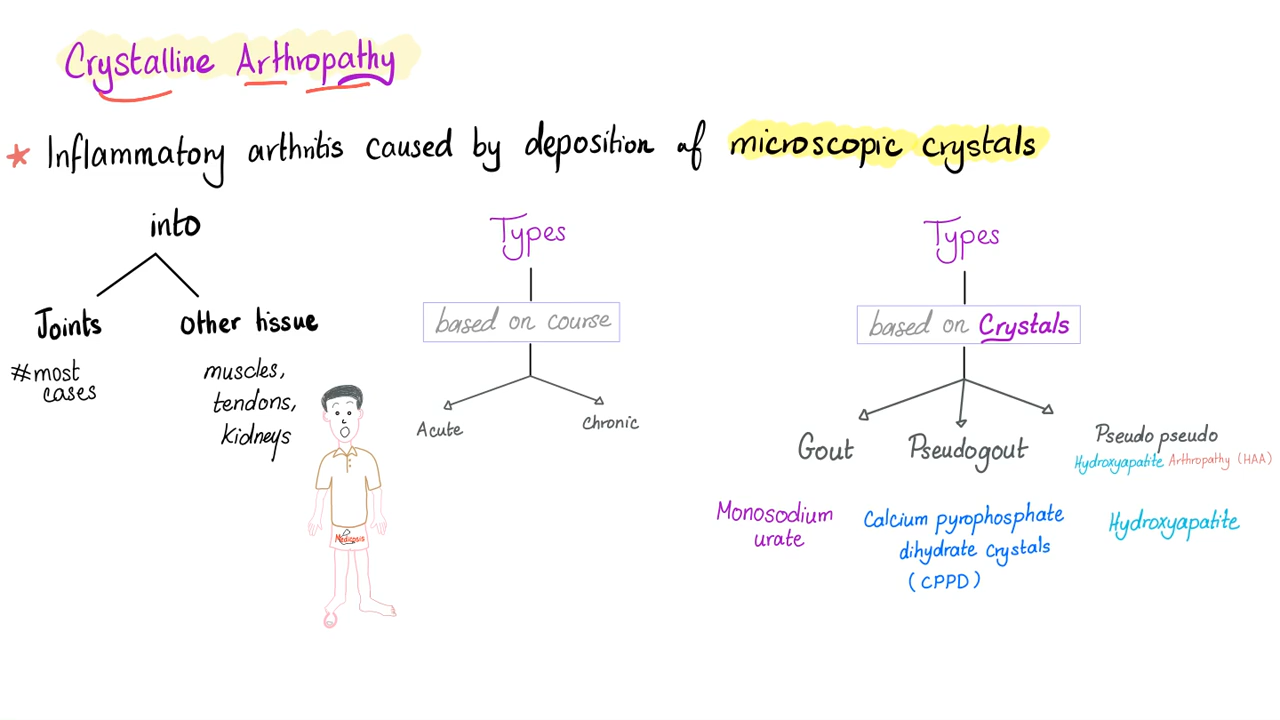 Crystalline Arthropathy
* Inflammatory arthritis caused by deposition of microscopic crystals
into
Joints
#most
cases
Other tissue
muscles,
tendons,
kidneys
Medicosis
Types
based on course
Acute
Chronic
Types
based on Crystals
Gout
Monosodium
urate
Pseudogout
Calcium pyrophosphate
dihydrate Crystals
(CPPD)
Pseudo pseudo
Hydroxyapatite Arthropathy (HAA)
Hydroxyapatite